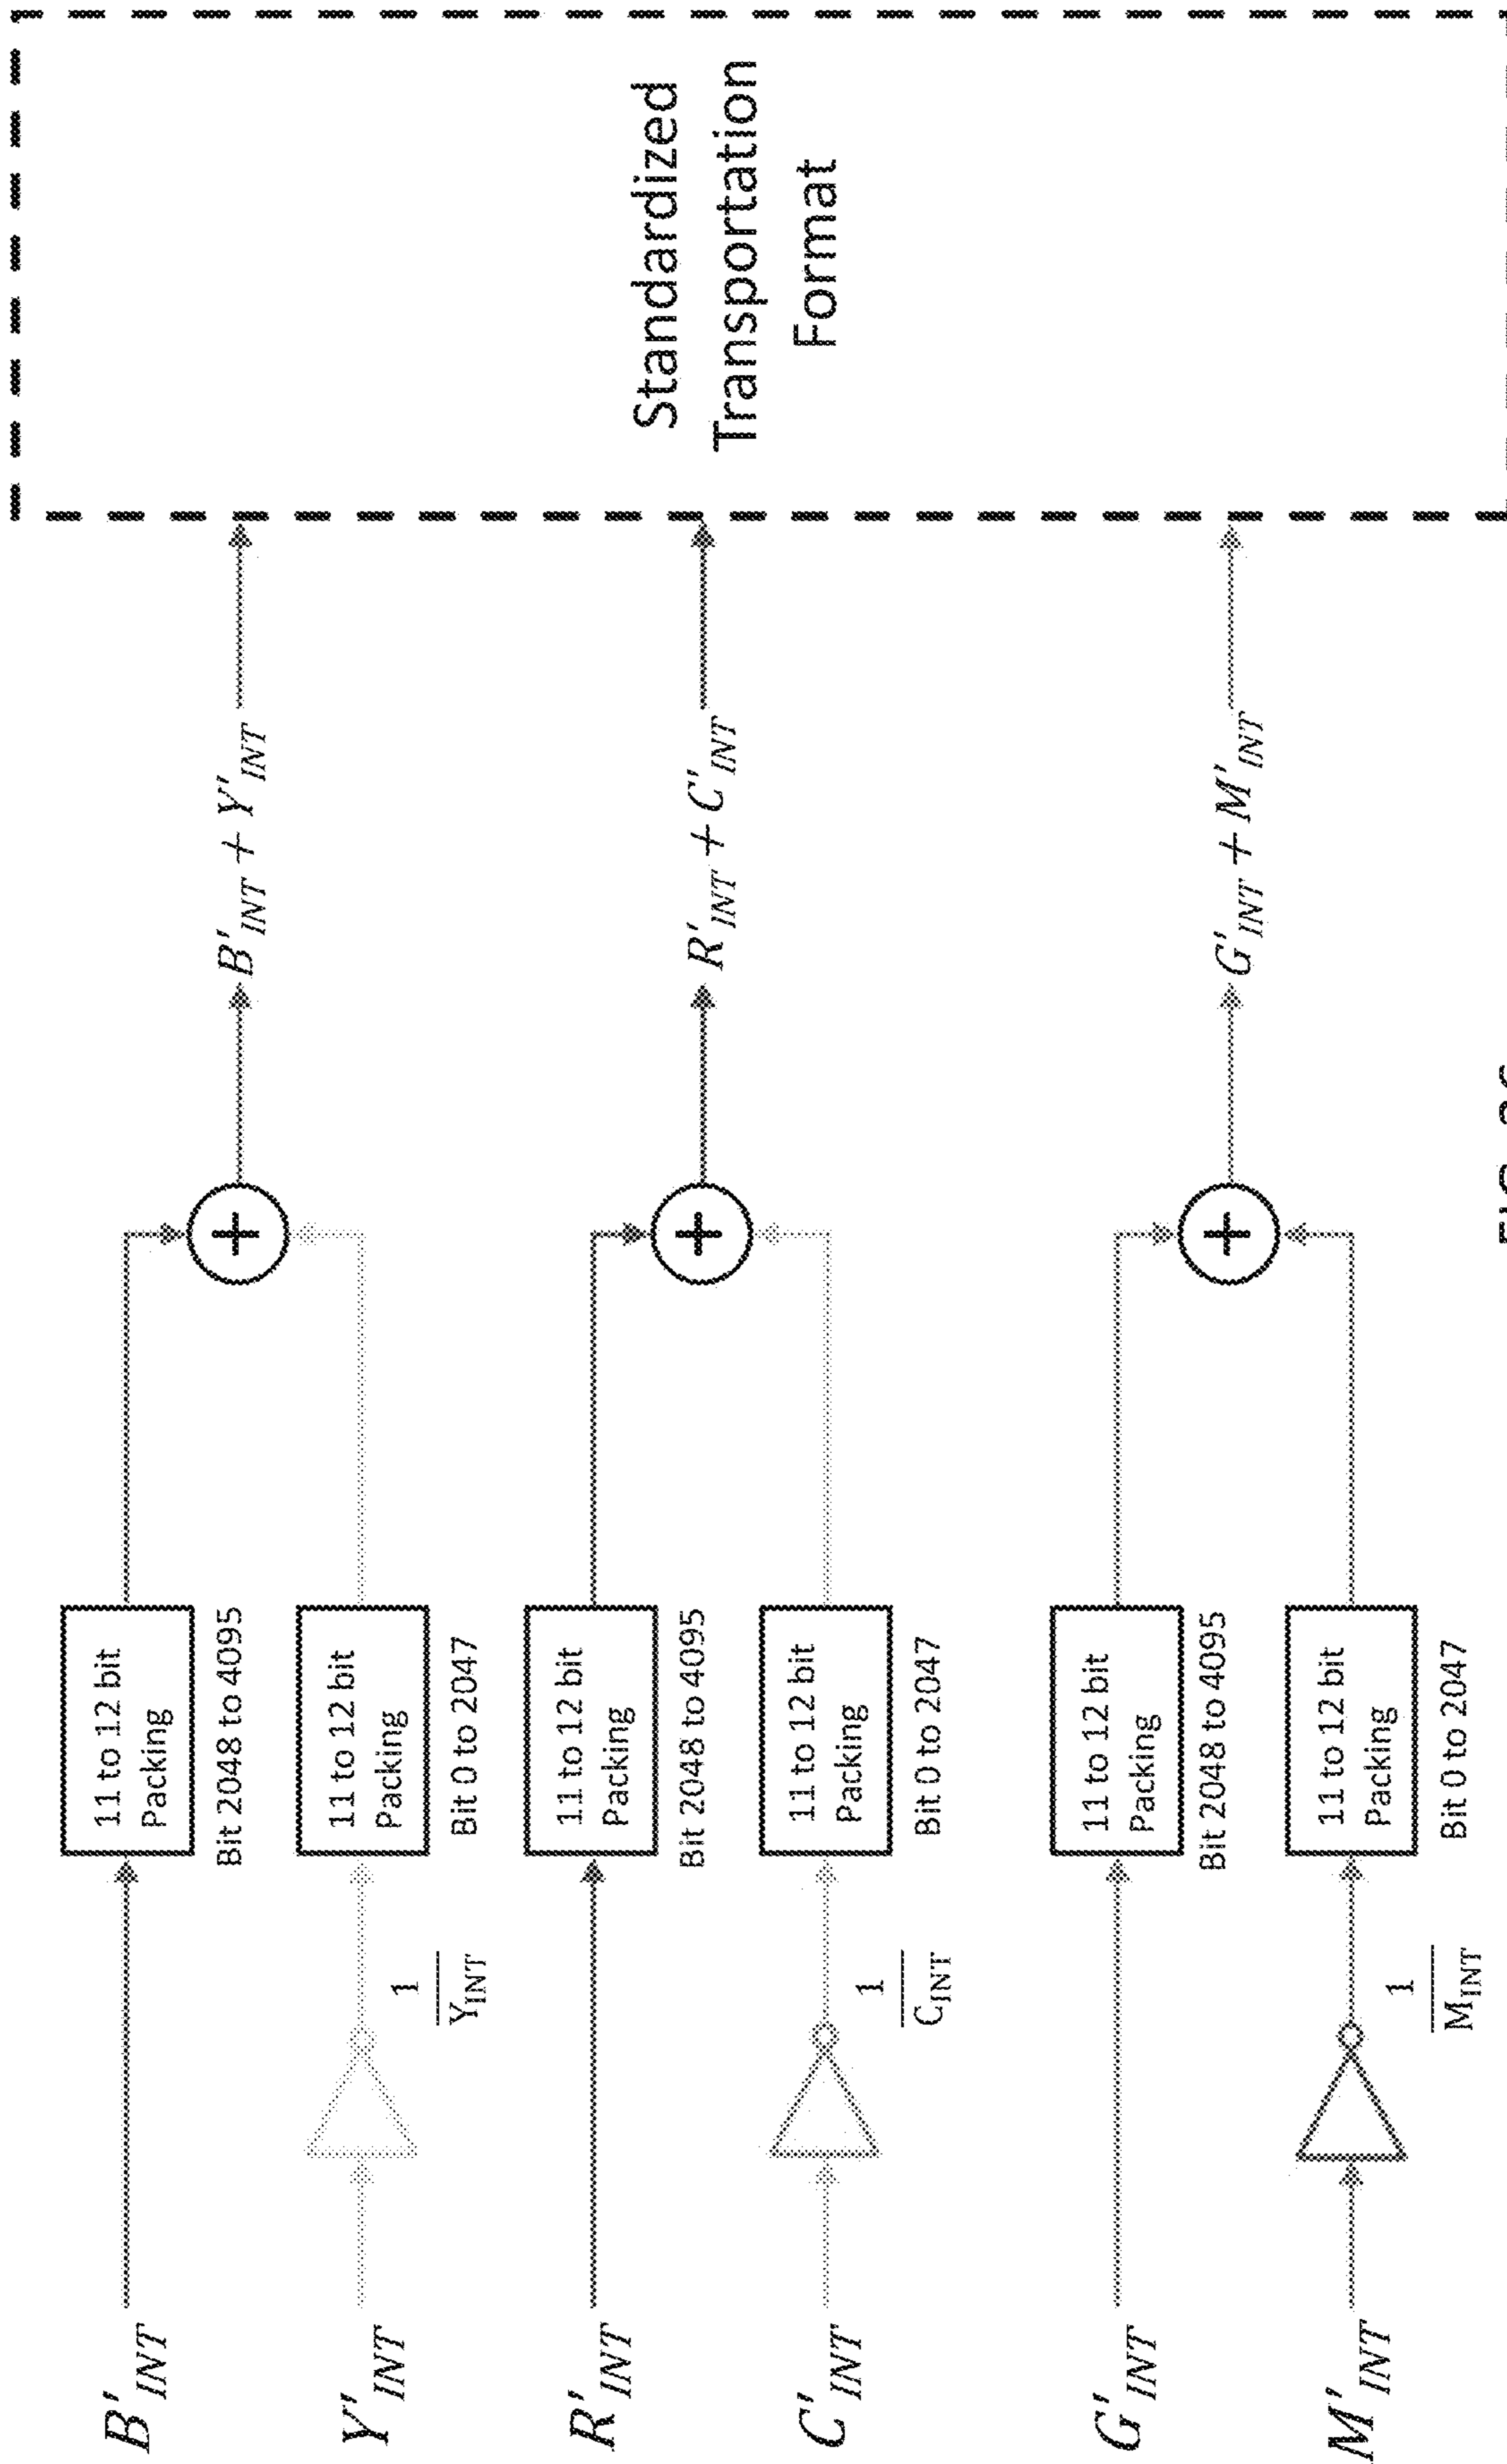 B'INT
11 to 12 bit
Packing
Bit 2048 to 4095
Y'INT
1
YINT
11 to 12 bit
Packing
Bit 0 to 2047
+
B'INT + Y'INT
R'INT
11 to 12 bit
Packing
Bit 2048 to 4095
C'INT
1
CINT
11 to 12 bit
Packing
Bit 0 to 2047
+
R'INT + C'INT
G'INT
11 to 12 bit
Packing
Bit 2048 to 4095
M'INT
1
MINT
11 to 12 bit
Packing
Bit 0 to 2047
+
G'INT + M'INT
Standardized
Transportation
Format